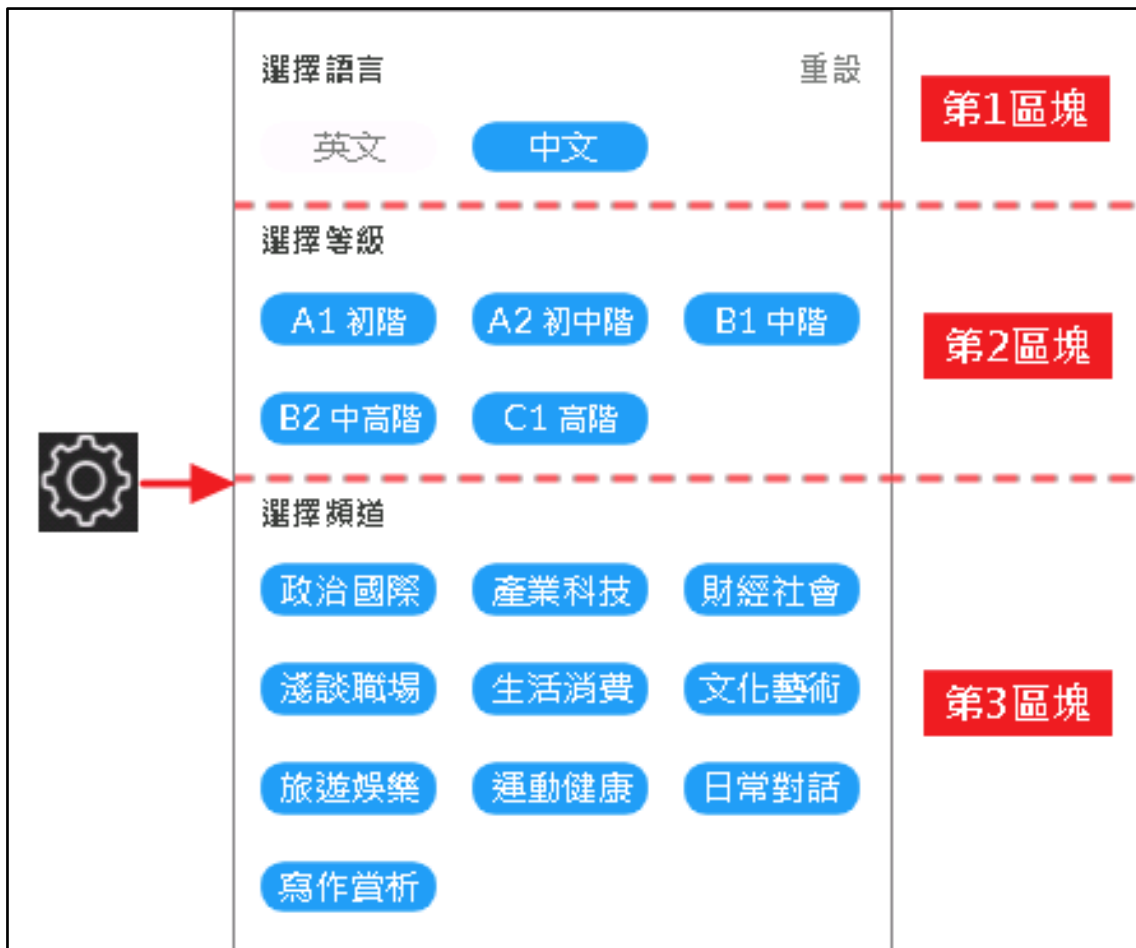 選擇語言 重設
第1區塊
英文 中文
選擇等級
A1 初階 A2 初中階 B1 中階
第2區塊
B2 中高階 C1 高階
選擇頻道
政治國際 產業科技 財經社會
淺談職場 生活消費 文化藝術
第3區塊
旅遊娛樂 運動健康 日常對話
寫作賞析